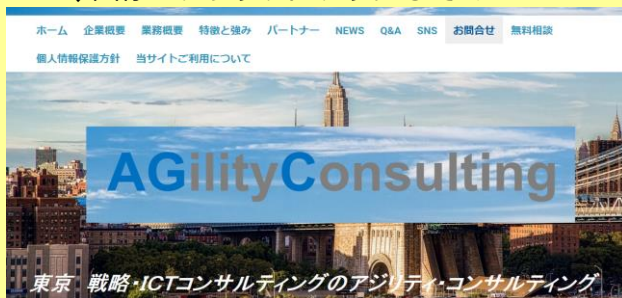 ホーム 企業概要 業務概要 特徴と強み パートナー NEWS Q&A SNS お問合せ 無料相談
個人情報保護方針 当サイトご利用について
AGilityConsulting
東京 戦略・ICTコンサルティングのアジリティ・コンサルティング